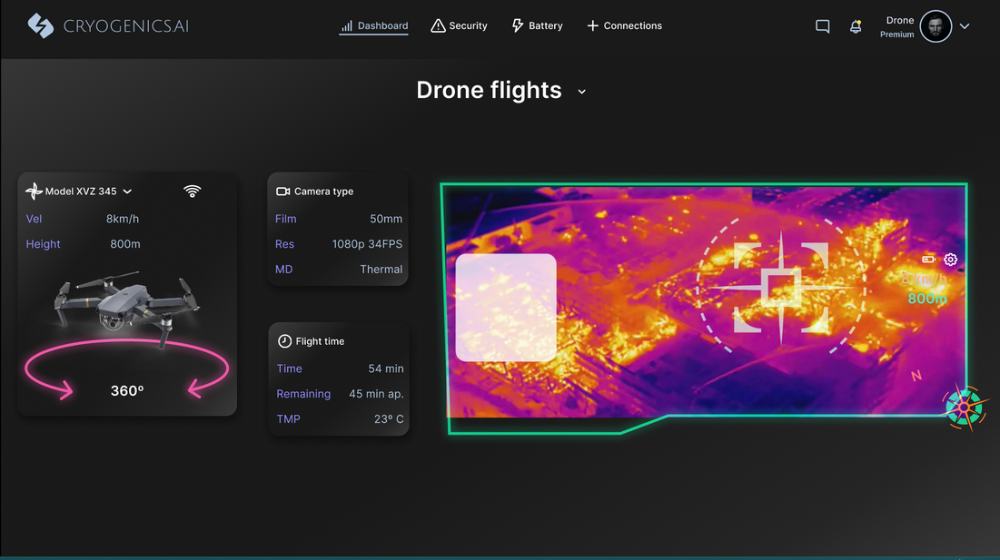 CRYOGENICS.AI
Dashboard
Security
Battery
Connections
Drone
Premium
Drone flights
Model XVZ 345
Vel 8km/h
Height 800m
360º
Camera type
Film 50mm
Res 1080p 34FPS
MD Thermal
Flight time
Time 54 min
Remaining 45 min ap.
TMP 23º C
8 km/h
800m
N